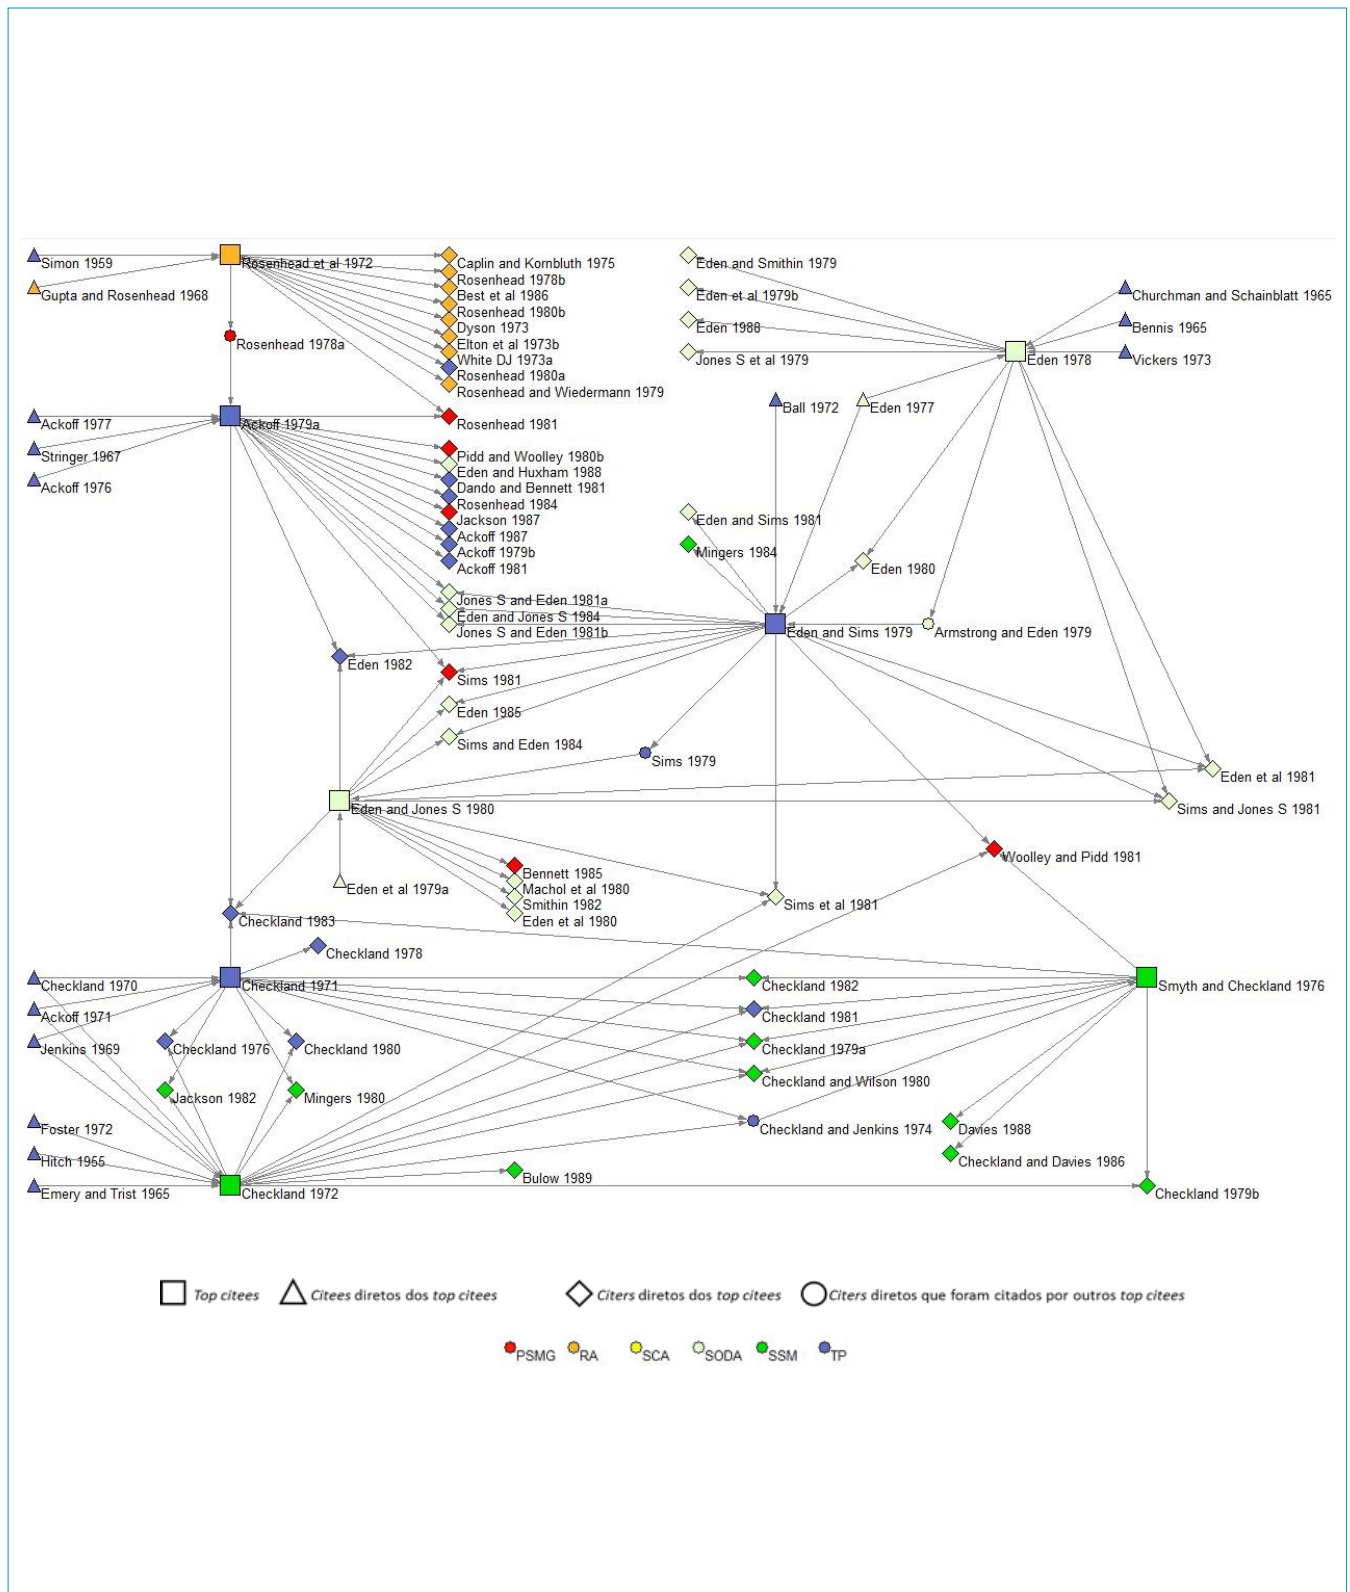 Simon 1959
Rosenhead et al 1972
Caplin and Kornbluth 1975
Eden and Smithin 1979
Gupta and Rosenhead 1968
Rosenhead 1978b
Best et al 1986
Eden et al 1979b
Churchman and Schainblatt 1965
Rosenhead 1980b
Dyson 1973
Eden 1988
Bennis 1965
Rosenhead 1978a
Elton et al 1973b
White DJ 1973a
Jones S et al 1979
Eden 1978
Vickers 1973
Rosenhead 1980a
Rosenhead and Wiedermann 1979
Ball 1972
Eden 1977
Ackoff 1977
Ackoff 1979a
Rosenhead 1981
Stringer 1967
Pidd and Woolley 1980b
Eden and Huxham 1988
Ackoff 1976
Dando and Bennett 1981
Rosenhead 1984
Jackson 1987
Eden and Sims 1981
Ackoff 1987
Ackoff 1979b
Mingers 1984
Ackoff 1981
Eden 1980
Jones S and Eden 1981a
Eden and Jones S 1984
Jones S and Eden 1981b
Eden and Sims 1979
Armstrong and Eden 1979
Eden 1982
Sims 1981
Eden 1985
Sims and Eden 1984
Sims 1979
Eden et al 1981
Eden and Jones S 1980
Sims and Jones S 1981
Woolley and Pidd 1981
Bennett 1985
Eden et al 1979a
Machol et al 1980
Smithin 1982
Sims et al 1981
Eden et al 1980
Checkland 1983
Checkland 1978
Checkland 1970
Checkland 1971
Checkland 1982
Smyth and Checkland 1976
Ackoff 1971
Checkland 1981
Jenkins 1969
Checkland 1976
Checkland 1980
Checkland 1979a
Checkland and Wilson 1980
Jackson 1982
Mingers 1980
Foster 1972
Checkland and Jenkins 1974
Davies 1988
Hitch 1955
Checkland and Davies 1986
Bulow 1989
Emery and Trist 1965
Checkland 1972
Checkland 1979b
Top citees
Citees diretos dos top citees
Citers diretos dos top citees
Citers diretos que foram citados por outros top citees
PSMG
RA
SCA
SODA
SSM
TP